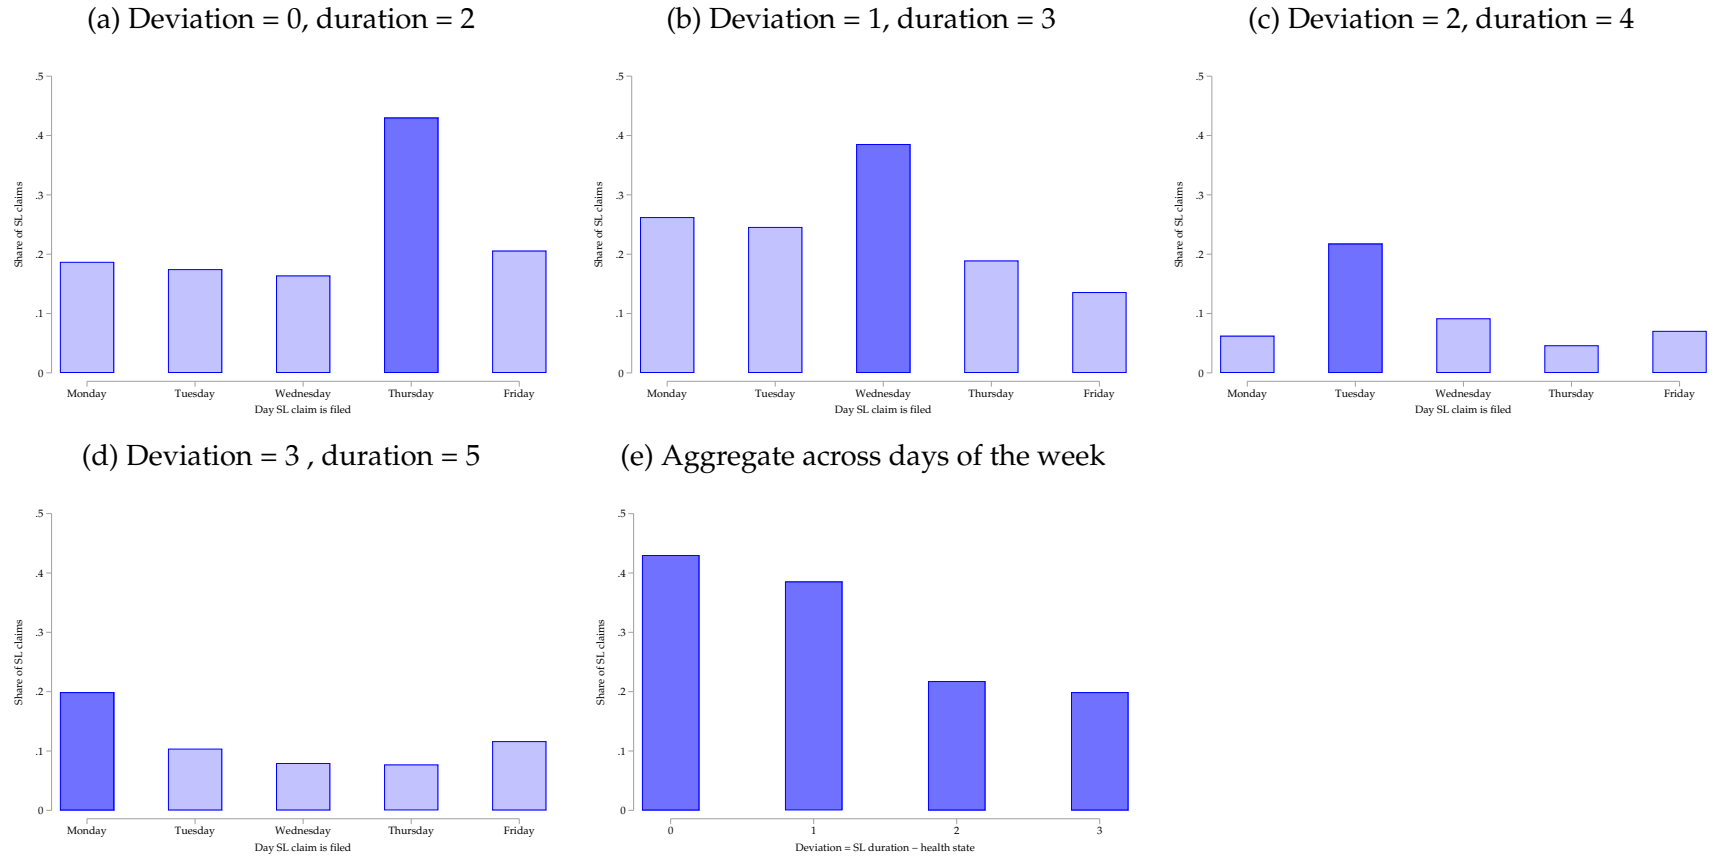 (a) Deviation = 0, duration = 2
.5
.4
.3
.2
.1
0
Share of SL claims
Monday Tuesday Wednesday Thursday Friday
Day SL claim is filed
(b) Deviation = 1, duration = 3
.5
.4
.3
.2
.1
0
Share of SL claims
Monday Tuesday Wednesday Thursday Friday
Day SL claim is filed
(c) Deviation = 2, duration = 4
.5
.4
.3
.2
.1
0
Share of SL claims
Monday Tuesday Wednesday Thursday Friday
Day SL claim is filed
(d) Deviation = 3 , duration = 5
.5
.4
.3
.2
.1
0
Share of SL claims
Monday Tuesday Wednesday Thursday Friday
Day SL claim is filed
(e) Aggregate across days of the week
.5
.4
.3
.2
.1
0
Share of SL claims
0 1 2 3
Deviation = SL duration − health state